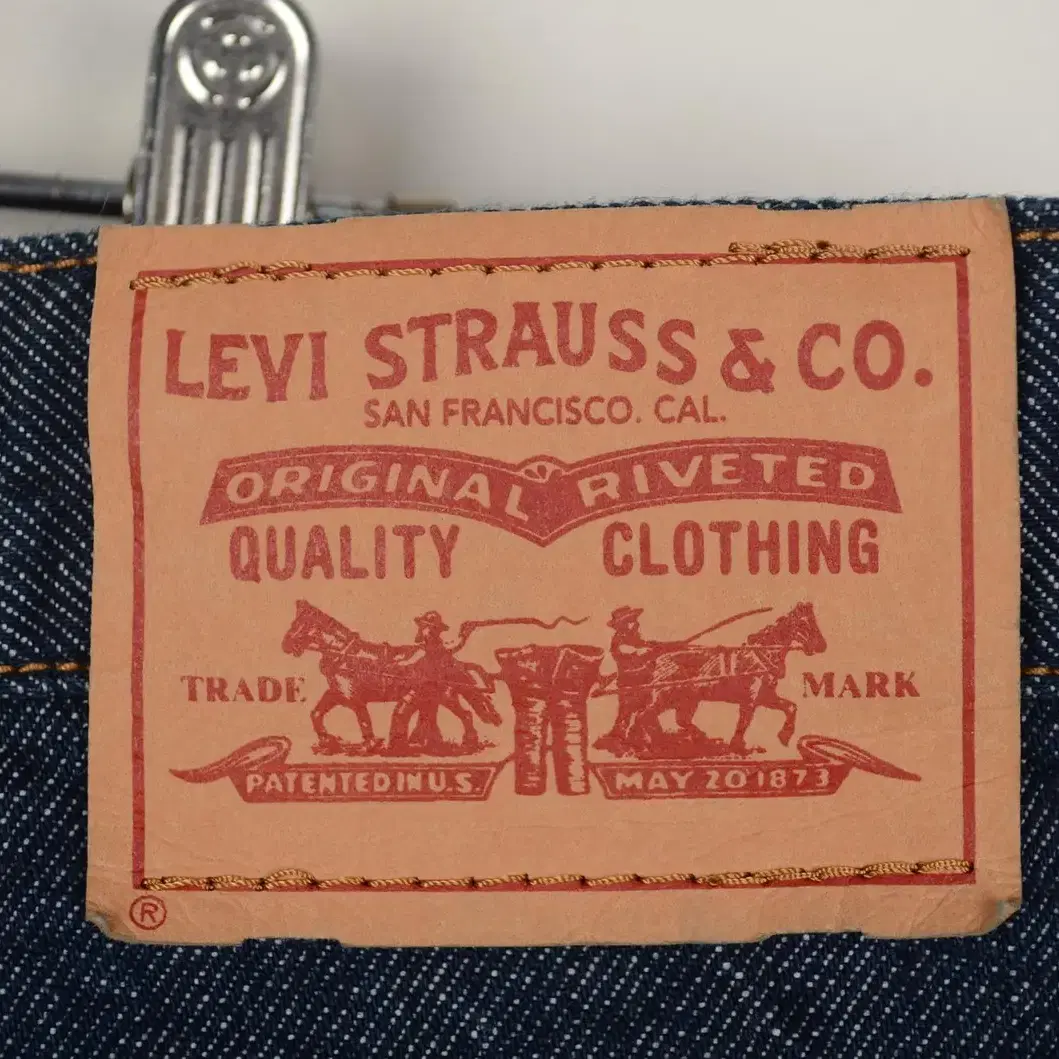 LEVI STRAUSS & CO.
SAN FRANCISCO. CAL.
ORIGINAL RIVETED
QUALITY CLOTHING
TRADE MARK
PATENTED IN U.S. MAY 20 1873
®